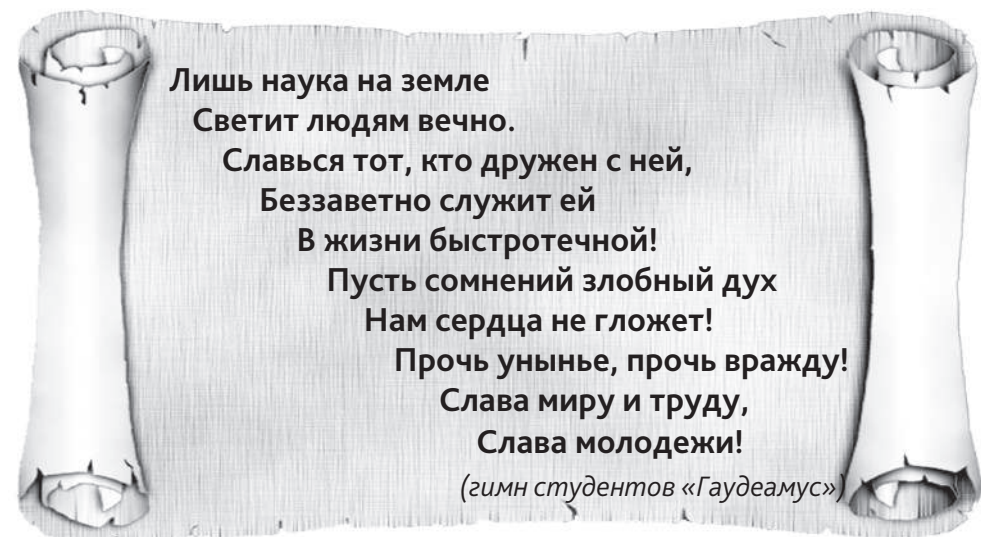 Лишь наука на земле
Светит людям вечно.
Славься тот, кто дружен с ней,
Беззаветно служит ей
В жизни быстротечной!
Пусть сомнений злобный дух
Нам сердца не гложет!
Прочь унынье, прочь вражду!
Слава миру и труду,
Слава молодежи!
(гимн студентов «Гаудеамус»)